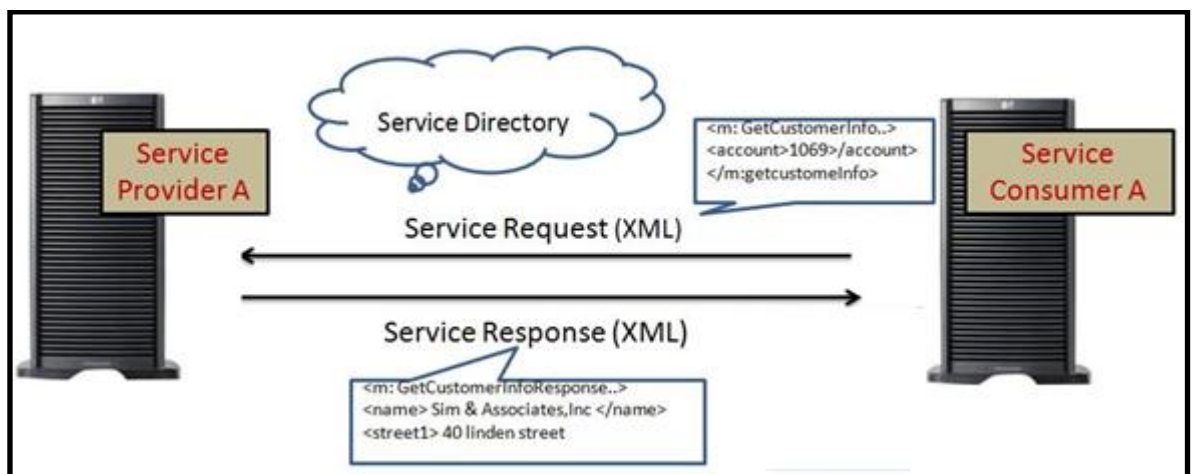 Service Directory
<m: GetCustomerInfo..>
<account>1069>/account>
</m:getcustomeInfo>
Service
Provider A
Service
Consumer A
Service Request (XML)
Service Response (XML)
<m: GetCustomerInfoResponse..>
<name> Sim & Associates,Inc </name>
<street1> 40 linden street